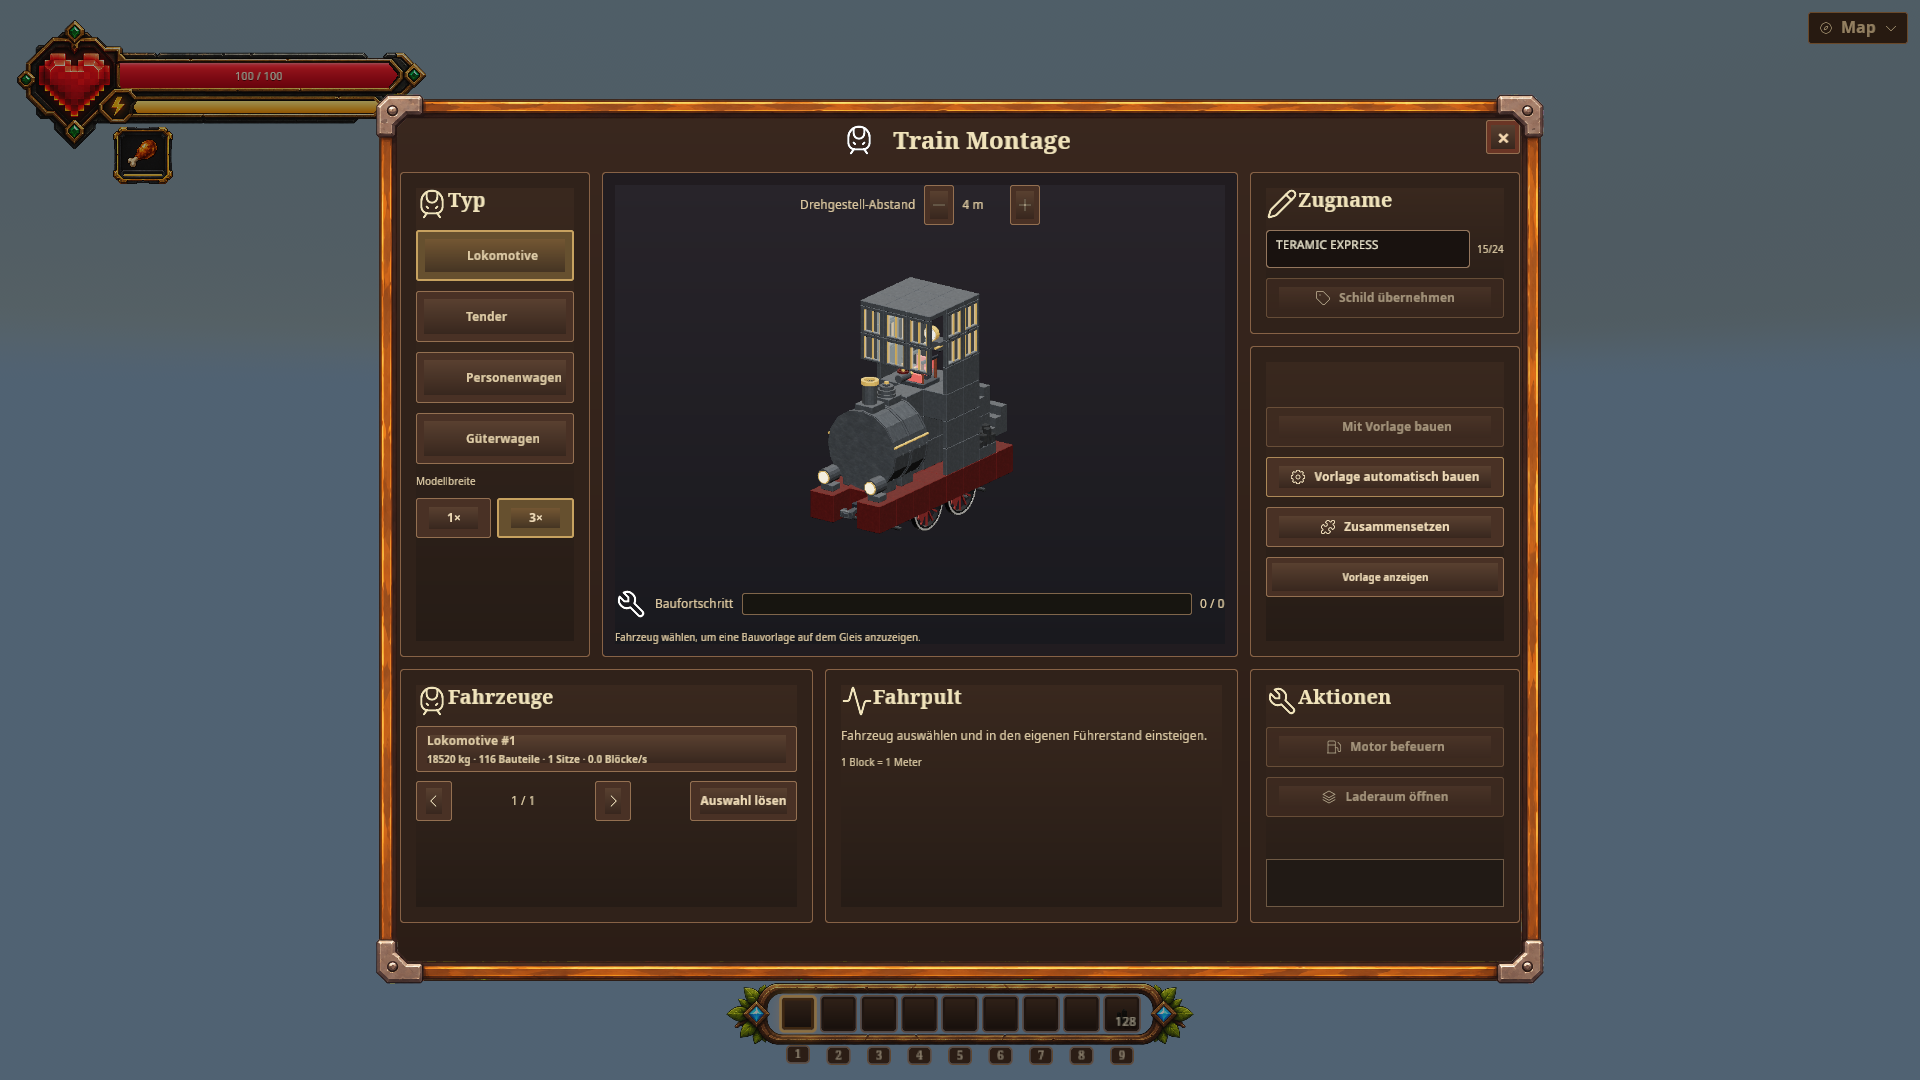 Map
100 / 100
Train Montage
Typ
Lokomotive
Tender
Personenwagen
Güterwagen
Modellbreite
1×
3×
Drehgestell-Abstand
4 m
Baufortschritt
0 / 0
Fahrzeug wählen, um eine Bauvorlage auf dem Gleis anzuzeigen.
Zugname
TERAMIC EXPRESS
15/24
Schild übernehmen
Mit Vorlage bauen
Vorlage automatisch bauen
Zusammensetzen
Vorlage anzeigen
Fahrzeuge
Lokomotive #1
18520 kg · 116 Bauteile · 1 Sitze · 0.0 Blöcke/s
1 / 1
Auswahl lösen
Fahrpult
Fahrzeug auswählen und in den eigenen Führerstand einsteigen.
1 Block = 1 Meter
Aktionen
Motor befeuern
Laderaum öffnen
128
1 2 3 4 5 6 7 8 9